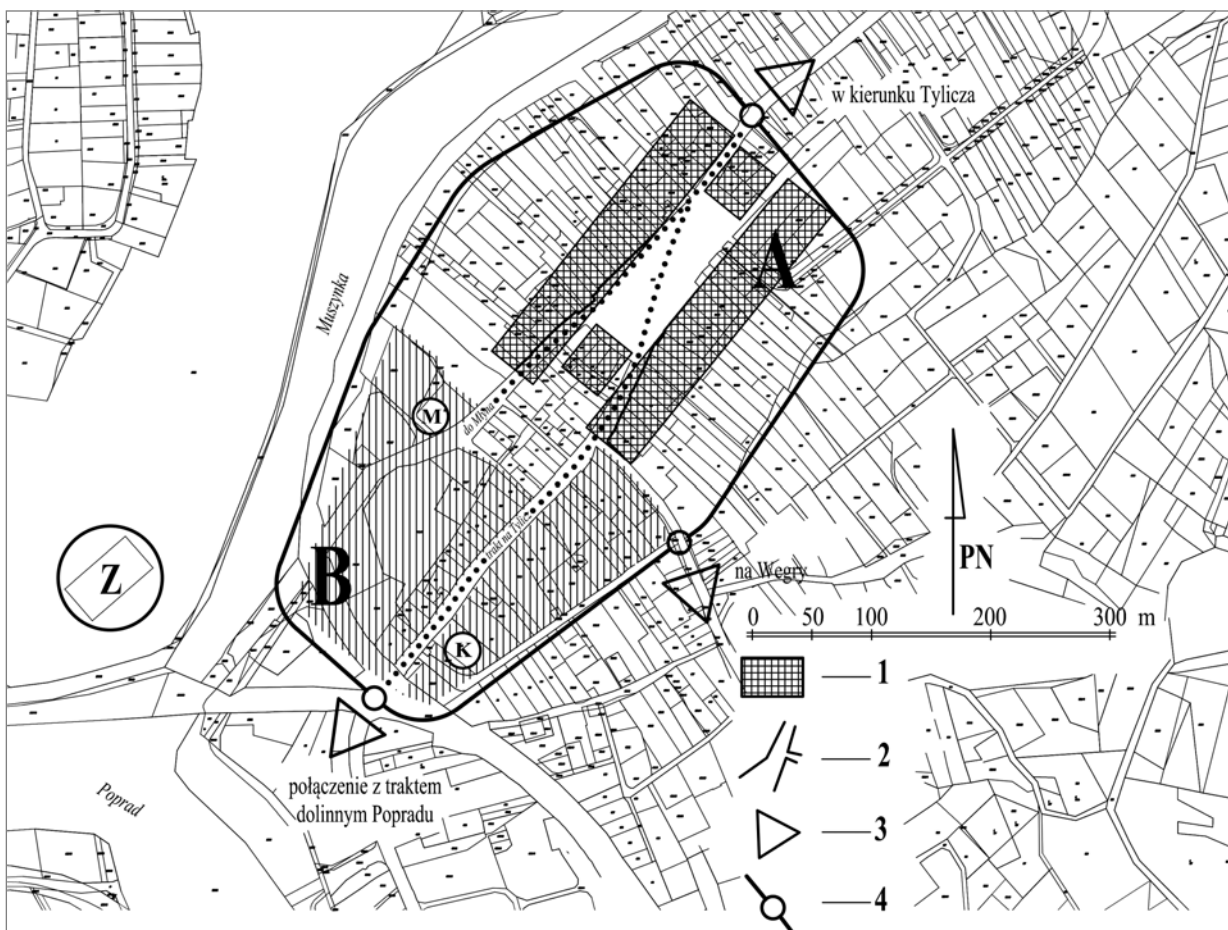 w kierunku Tylicza
A
Muszynka
M
do Młyna
trakt na Tylicz
B
Z
K
na Węgry
PN
0 50 100 200 300 m
1
2
3
4
połączenie z traktem
dolinnym Popradu
Poprad